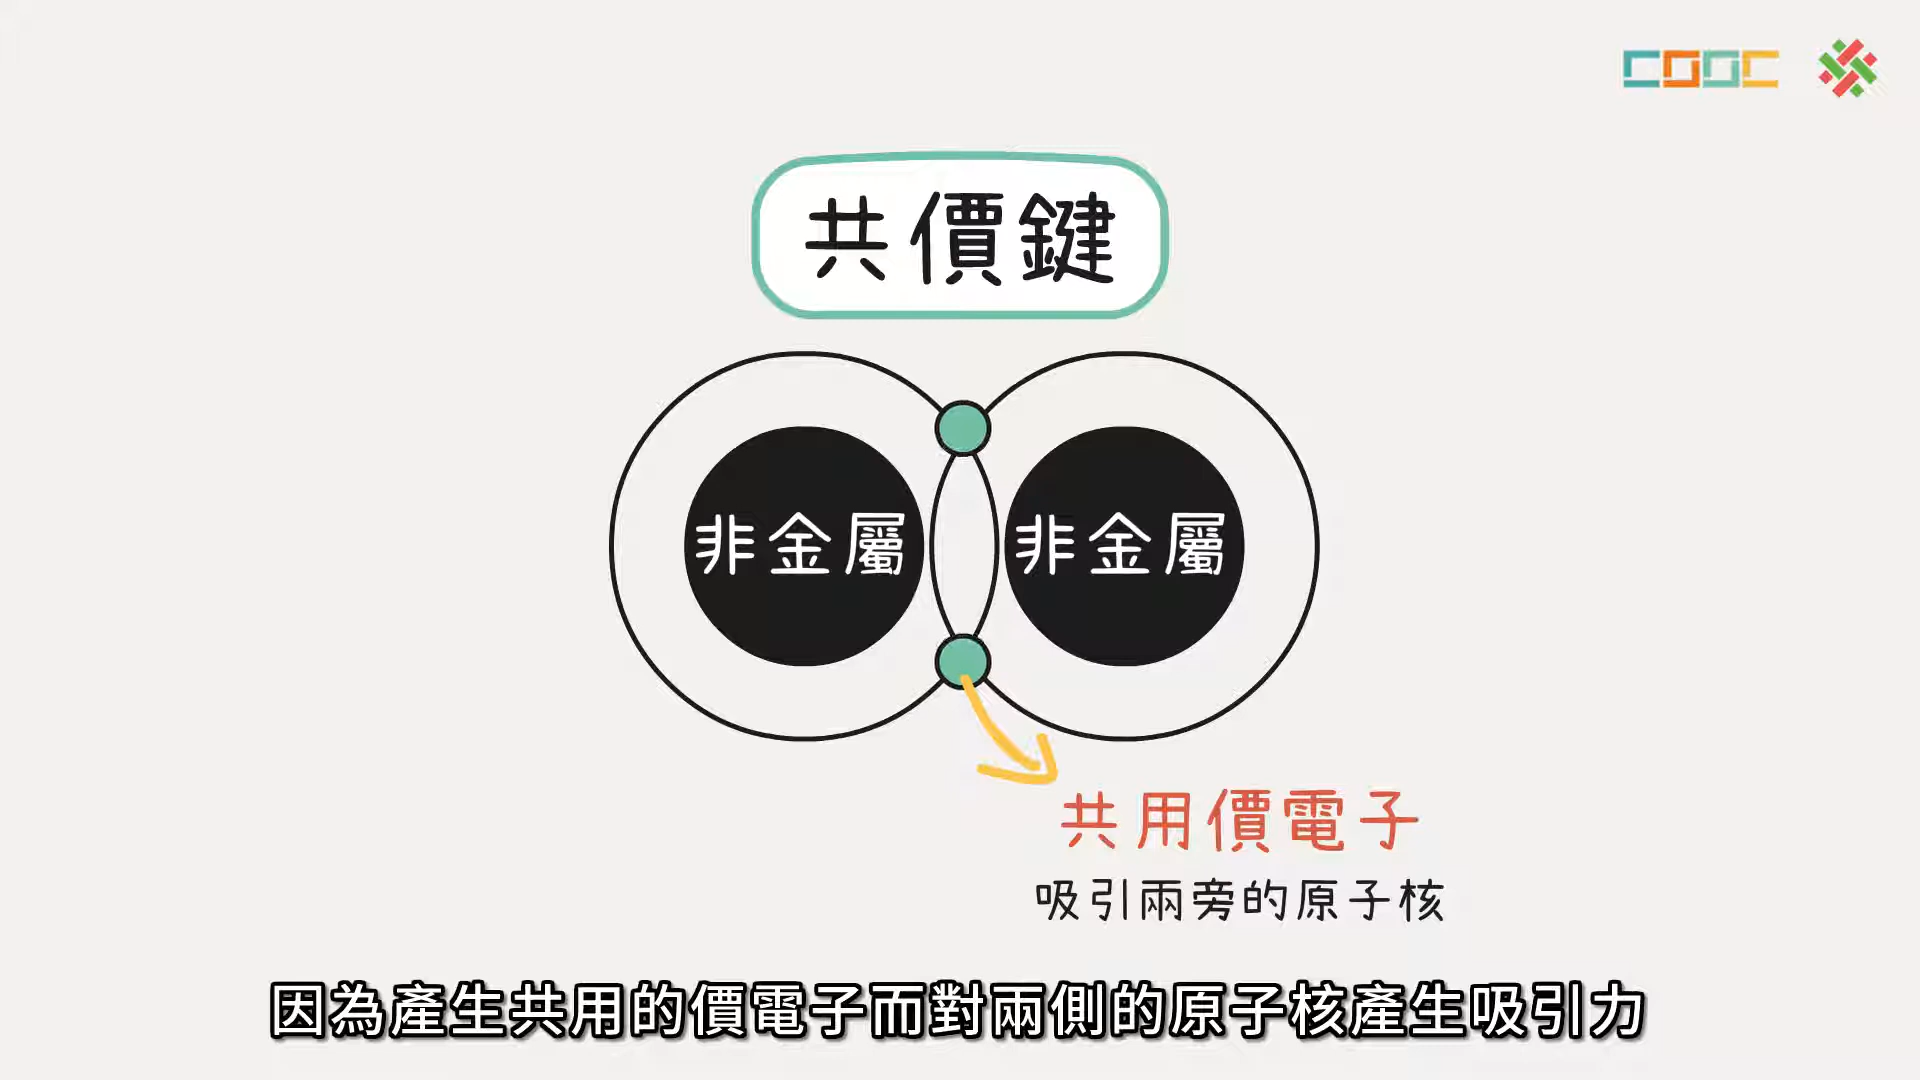 COOC
共價鍵
非金屬 非金屬
共用價電子
吸引兩旁的原子核
因為產生共用的價電子而對兩側的原子核產生吸引力